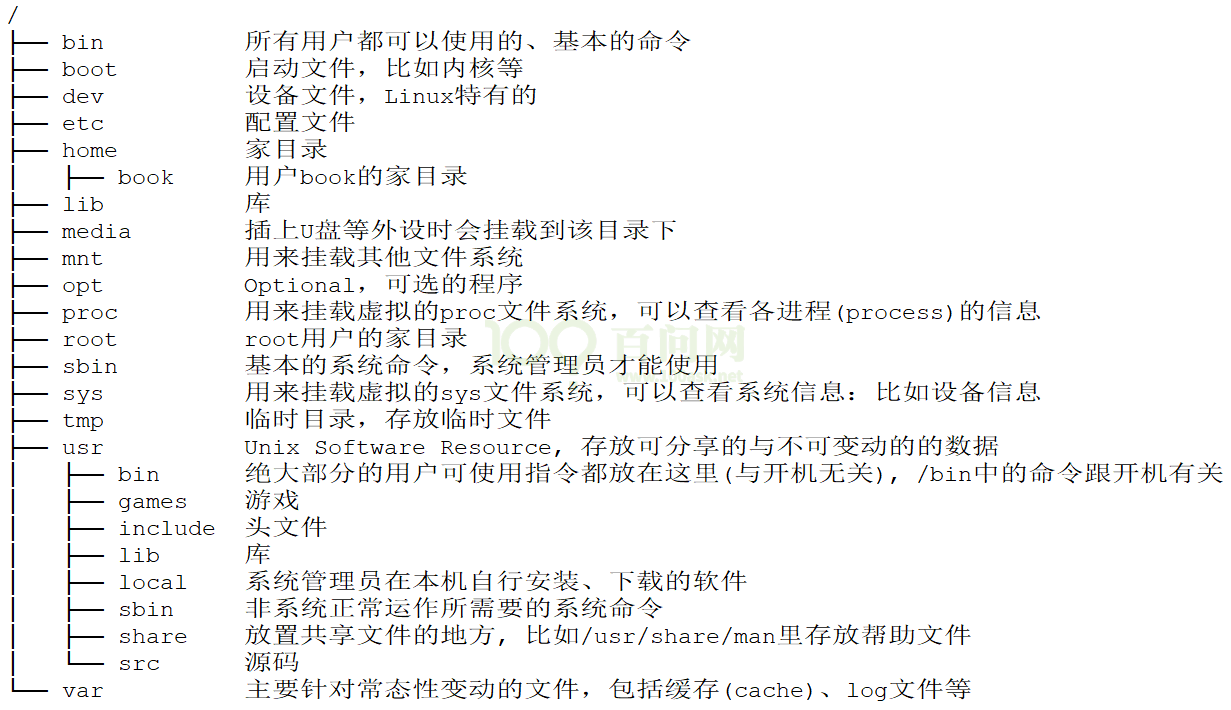 /
├── bin 所有用户都可以使用的、基本的命令
├── boot 启动文件，比如内核等
├── dev 设备文件，Linux特有的
├── etc 配置文件
├── home 家目录
│   ├── book 用户book的家目录
├── lib 库
├── media 插上U盘等外设时会挂载到该目录下
├── mnt 用来挂载其他文件系统
├── opt Optional，可选的程序
├── proc 用来挂载虚拟的proc文件系统，可以查看各进程(process)的信息
├── root root用户的家目录
├── sbin 基本的系统命令，系统管理员才能使用
├── sys 用来挂载虚拟的sys文件系统，可以查看系统信息：比如设备信息
├── tmp 临时目录，存放临时文件
├── usr Unix Software Resource, 存放可分享的与不可变动的的数据
│   ├── bin 绝大部分的用户可使用指令都放在这里(与开机无关), /bin中的命令跟开机有关
│   ├── games 游戏
│   ├── include 头文件
│   ├── lib 库
│   ├── local 系统管理员在本机自行安装、下载的软件
│   ├── sbin 非系统正常运作所需要的系统命令
│   ├── share 放置共享文件的地方, 比如/usr/share/man里存放帮助文件
│   └── src 源码
└── var 主要针对常态性变动的文件，包括缓存(cache)、log文件等
100 百问网